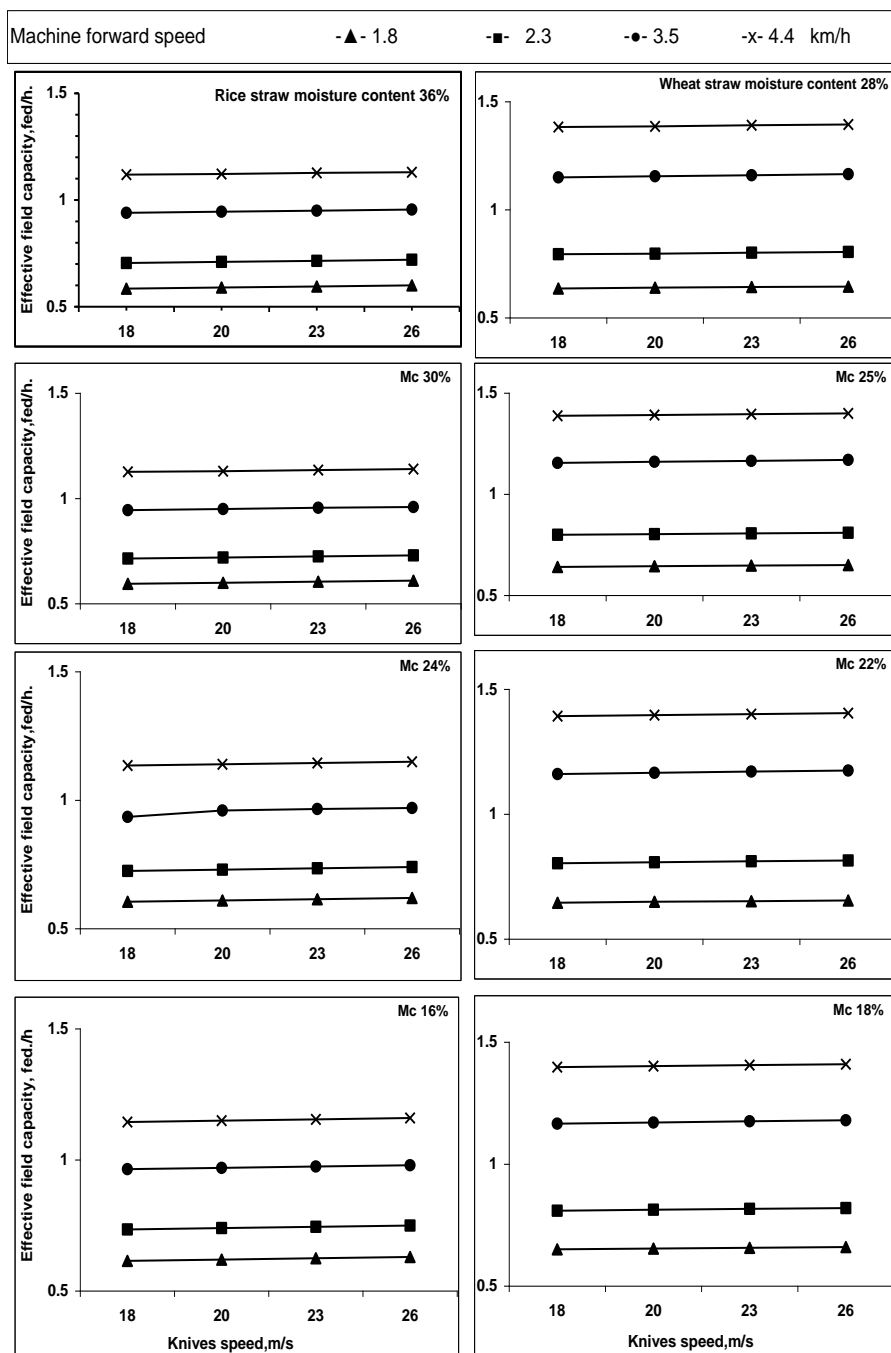 Machine forward speed -▲- 1.8 -■- 2.3 -●- 3.5 -x- 4.4 km/h
Rice straw moisture content 36%
Effective field capacity,fed/h.
1.5
1
0.5
18 20 23 26
Wheat straw moisture content 28%
1.5
1
0.5
18 20 23 26
Mc 30%
Effective field capacity,fed/h.
1.5
1
0.5
18 20 23 26
Mc 25%
1.5
1
0.5
18 20 23 26
Mc 24%
Effective field capacity,fed/h.
1.5
1
0.5
18 20 23 26
Mc 22%
1.5
1
0.5
18 20 23 26
Mc 16%
Effective field capacity, fed./h
1.5
1
0.5
18 20 23 26
Knives speed,m/s
Mc 18%
1.5
1
0.5
18 20 23 26
Knives speed,m/s